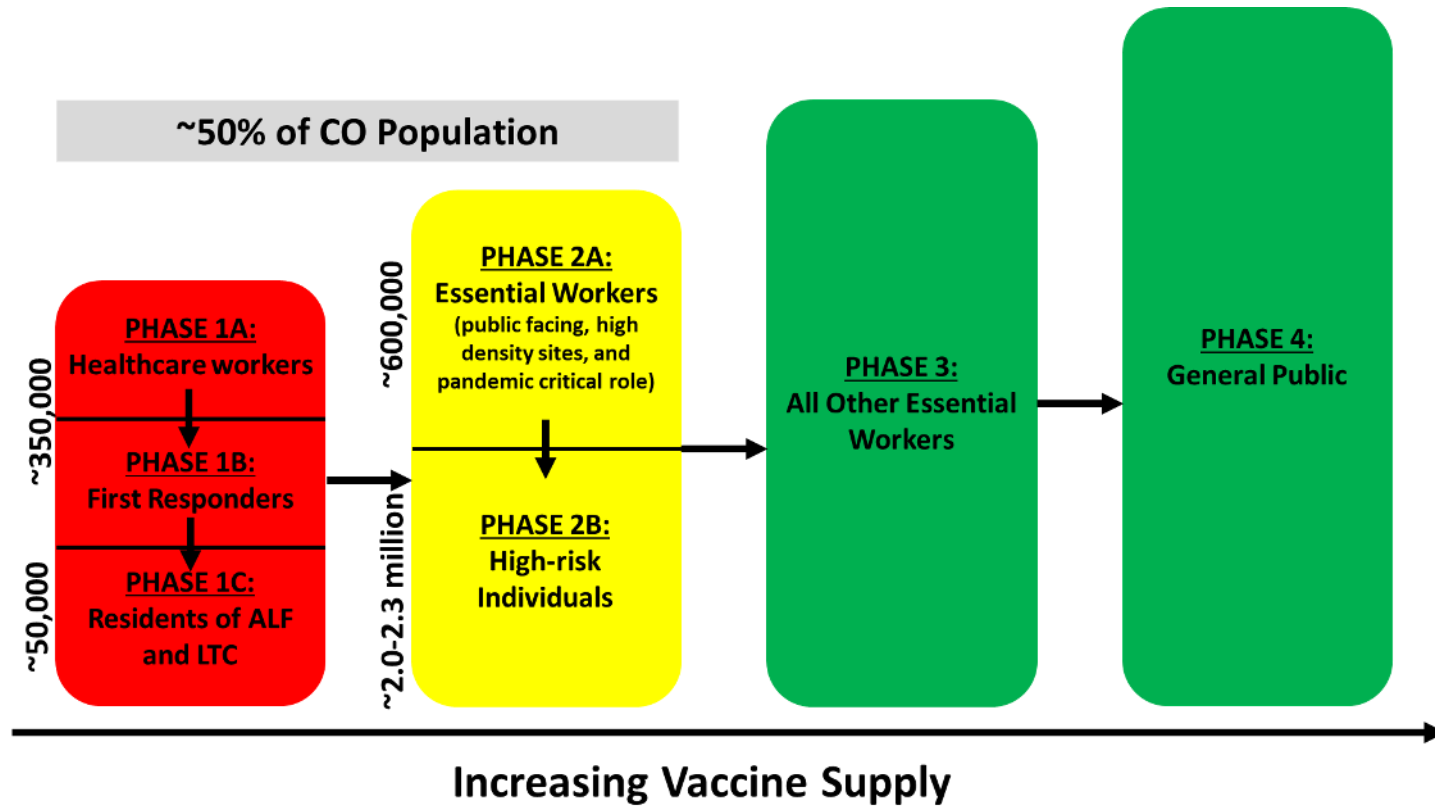 ~50% of CO Population
~350,000
~50,000
PHASE 1A:
Healthcare workers
PHASE 1B:
First Responders
PHASE 1C:
Residents of ALF
and LTC
~600,000
~2.0-2.3 million
PHASE 2A:
Essential Workers
(public facing, high
density sites, and
pandemic critical role)
PHASE 2B:
High-risk
Individuals
PHASE 3:
All Other Essential
Workers
PHASE 4:
General Public
Increasing Vaccine Supply